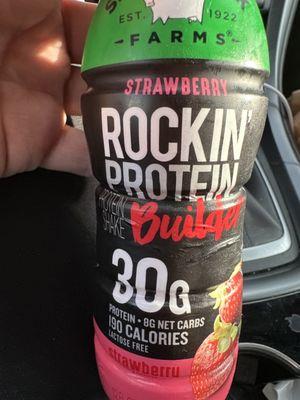 EST. 1922
FARMS®
STRAWBERRY
ROCKIN'
PROTEIN
PROTEIN
SHAKE
Builder
30G
PROTEIN • 8G NET CARBS
190 CALORIES
LACTOSE FREE
strawberry